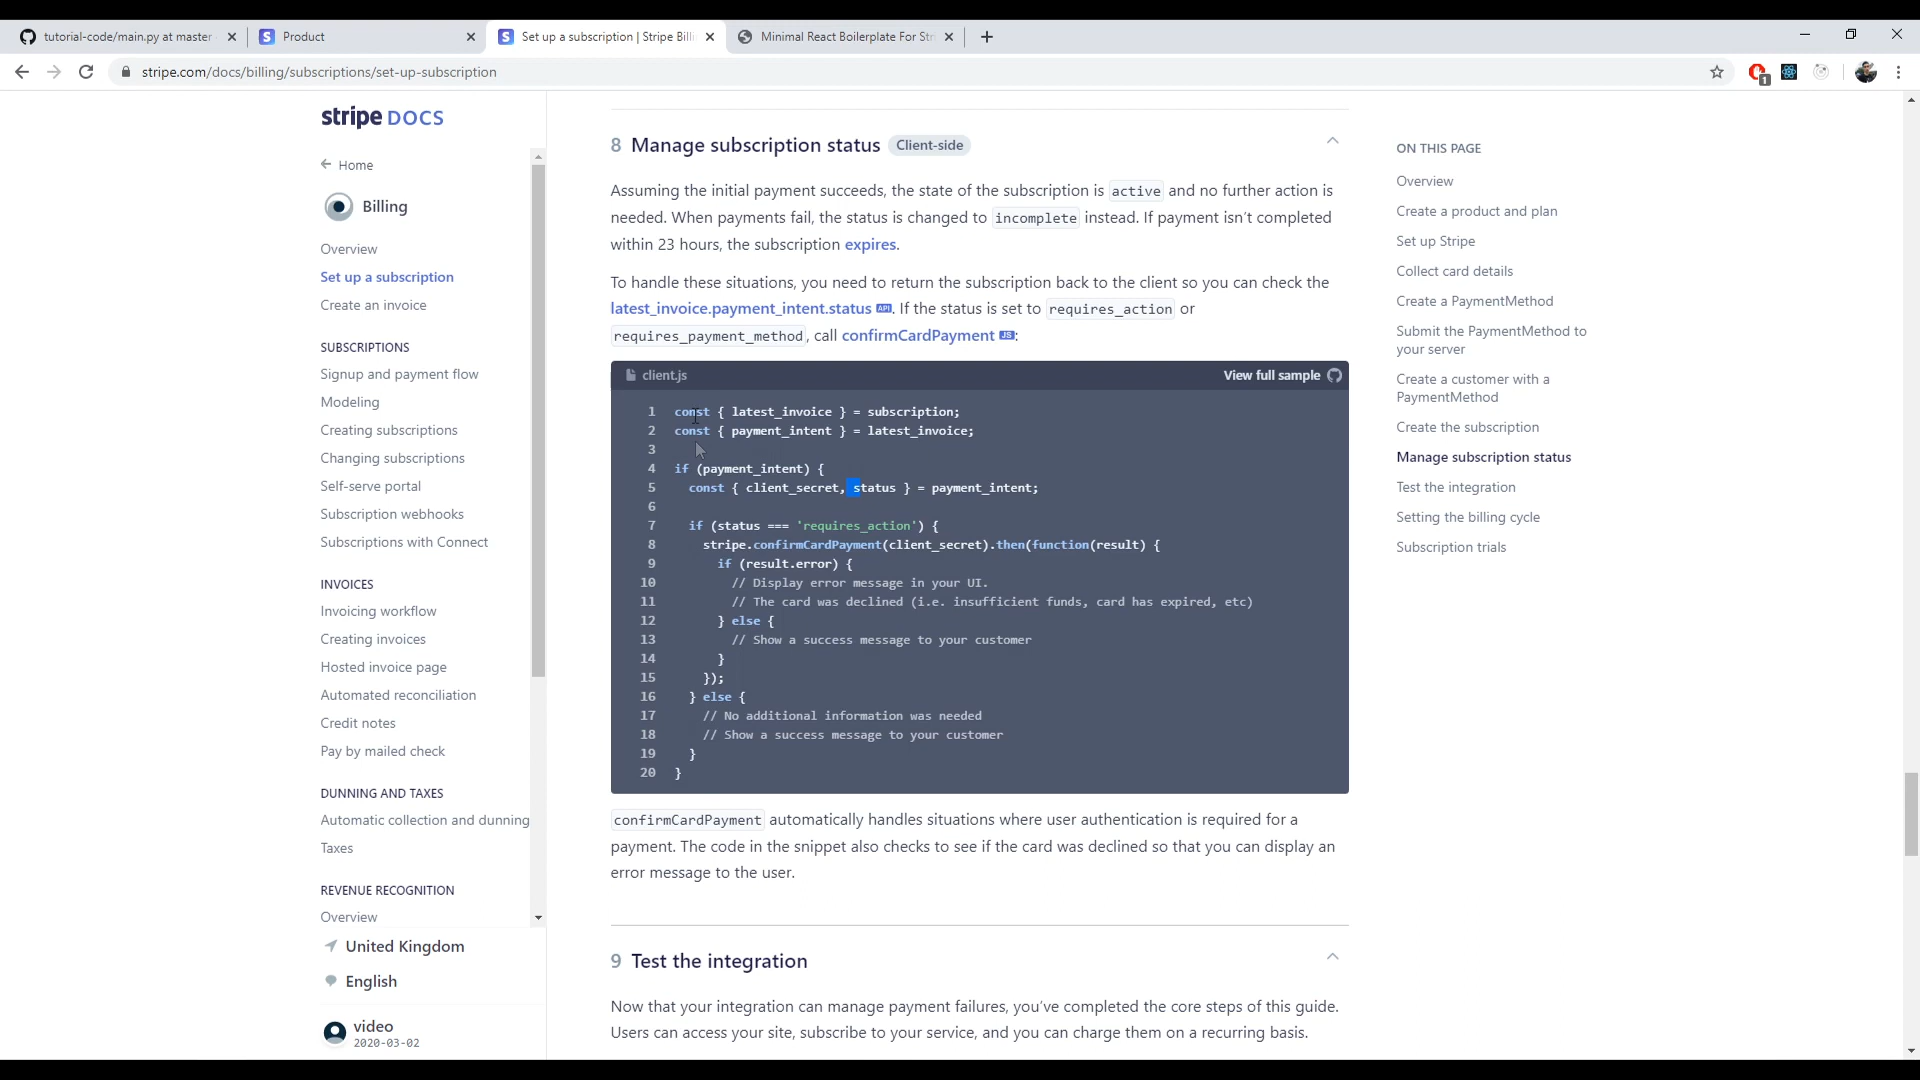 tutorial-code/main.py at master
Product
Set up a subscription | Stripe Billi
Minimal React Boilerplate For Str
stripe.com/docs/billing/subscriptions/set-up-subscription
1
stripe DOCS
Home
Billing
Overview
Set up a subscription
Create an invoice
SUBSCRIPTIONS
Signup and payment flow
Modeling
Creating subscriptions
Changing subscriptions
Self-serve portal
Subscription webhooks
Subscriptions with Connect
INVOICES
Invoicing workflow
Creating invoices
Hosted invoice page
Automated reconciliation
Credit notes
Pay by mailed check
DUNNING AND TAXES
Automatic collection and dunning
Taxes
REVENUE RECOGNITION
Overview
United Kingdom
English
video
2020-03-02
8 Manage subscription status Client-side
Assuming the initial payment succeeds, the state of the subscription is active and no further action is
needed. When payments fail, the status is changed to incomplete instead. If payment isn't completed
within 23 hours, the subscription expires.
To handle these situations, you need to return the subscription back to the client so you can check the
latest_invoice.payment_intent.status API. If the status is set to requires_action or
requires_payment_method, call confirmCardPayment JS:
client.js View full sample
1 const { latest_invoice } = subscription;
2 const { payment_intent } = latest_invoice;
3
4 if (payment_intent) {
5 const { client_secret, status } = payment_intent;
6
7 if (status === 'requires_action') {
8 stripe.confirmCardPayment(client_secret).then(function(result) {
9 if (result.error) {
10 // Display error message in your UI.
11 // The card was declined (i.e. insufficient funds, card has expired, etc)
12 } else {
13 // Show a success message to your customer
14 }
15 });
16 } else {
17 // No additional information was needed
18 // Show a success message to your customer
19 }
20 }
confirmCardPayment automatically handles situations where user authentication is required for a
payment. The code in the snippet also checks to see if the card was declined so that you can display an
error message to the user.
9 Test the integration
Now that your integration can manage payment failures, you've completed the core steps of this guide.
Users can access your site, subscribe to your service, and you can charge them on a recurring basis.
ON THIS PAGE
Overview
Create a product and plan
Set up Stripe
Collect card details
Create a PaymentMethod
Submit the PaymentMethod to
your server
Create a customer with a
PaymentMethod
Create the subscription
Manage subscription status
Test the integration
Setting the billing cycle
Subscription trials